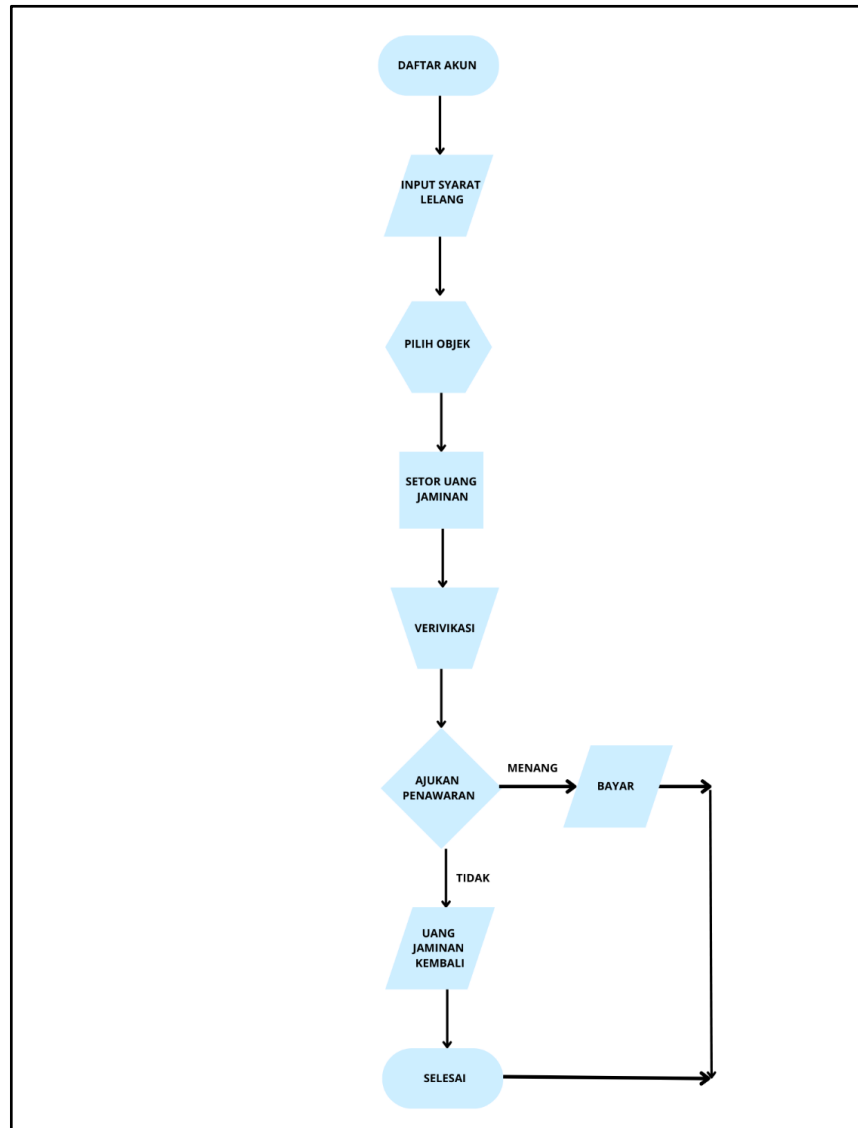 DAFTAR AKUN
INPUT SYARAT
LELANG
PILIH OBJEK
SETOR UANG
JAMINAN
VERIVIKASI
AJUKAN
PENAWARAN
MENANG
BAYAR
TIDAK
UANG
JAMINAN
KEMBALI
SELESAI